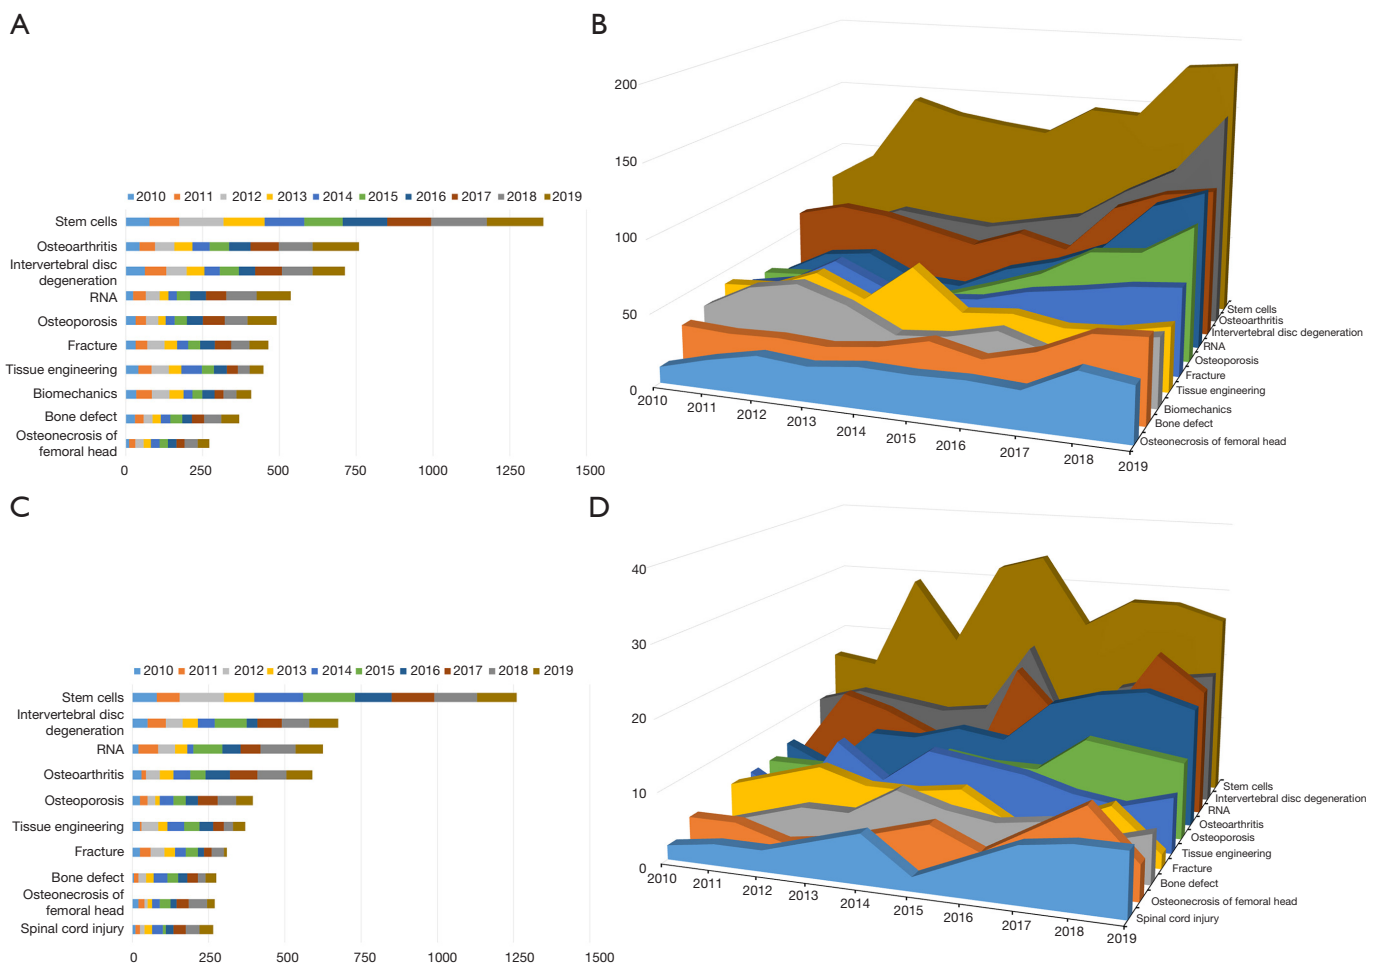 A
2010 2011 2012 2013 2014 2015 2016 2017 2018 2019
Stem cells
Osteoarthritis
Intervertebral disc
degeneration
RNA
Osteoporosis
Fracture
Tissue engineering
Biomechanics
Bone defect
Osteonecrosis of
femoral head
0 250 500 750 1000 1250 1500
B
200
150
100
50
0
2010
2011
2012
2013
2014
2015
2016
2017
2018
2019
Stem cells
Osteoarthritis
Intervertebral disc degeneration
RNA
Osteoporosis
Fracture
Tissue engineering
Biomechanics
Bone defect
Osteonecrosis of femoral head
C
2010 2011 2012 2013 2014 2015 2016 2017 2018 2019
Stem cells
Intervertebral disc
degeneration
RNA
Osteoarthritis
Osteoporosis
Tissue engineering
Fracture
Bone defect
Osteonecrosis of
femoral head
Spinal cord injury
0 250 500 750 1000 1250 1500
D
40
30
20
10
0
2010
2011
2012
2013
2014
2015
2016
2017
2018
2019
Stem cells
Intervertebral disc degeneration
RNA
Osteoarthritis
Osteoporosis
Tissue engineering
Fracture
Bone defect
Osteonecrosis of femoral head
Spinal cord injury